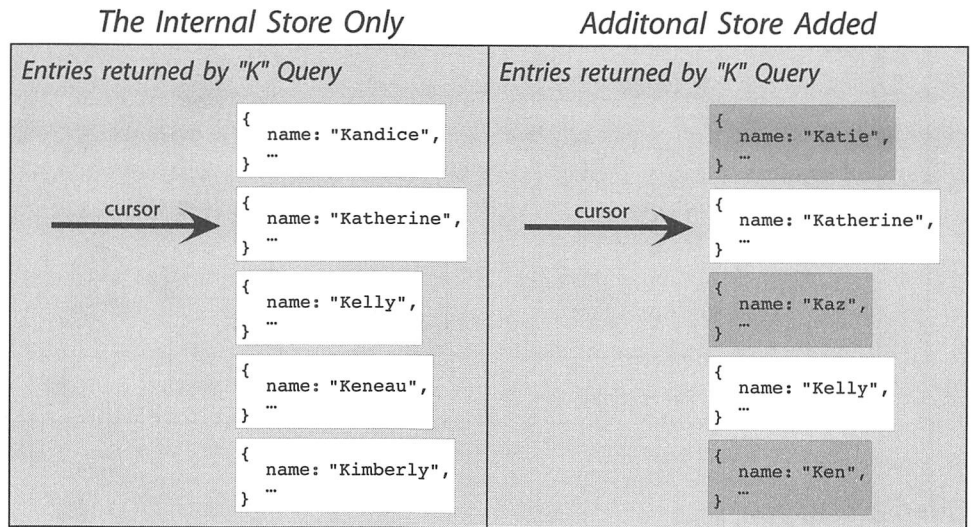 The Internal Store Only
Entries returned by "K" Query
{
name: "Kandice",
…
}
cursor
{
name: "Katherine",
…
}
{
name: "Kelly",
…
}
{
name: "Keneau",
…
}
{
name: "Kimberly",
…
}
Additonal Store Added
Entries returned by "K" Query
{
name: "Katie",
…
}
cursor
{
name: "Katherine",
…
}
{
name: "Kaz",
…
}
{
name: "Kelly",
…
}
{
name: "Ken",
…
}